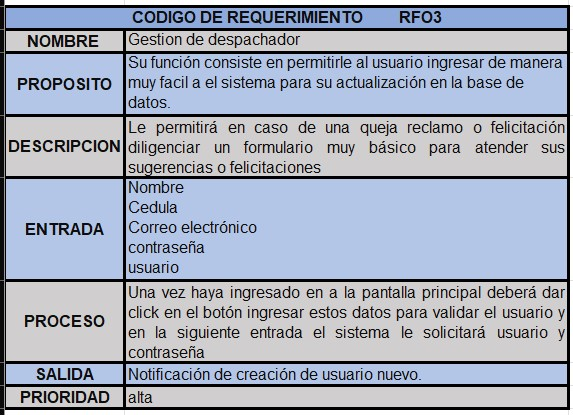 CODIGO DE REQUERIMIENTO RFO3
NOMBRE
Gestion de despachador
PROPOSITO
Su función consiste en permitirle al usuario ingresar de manera
muy facil a el sistema para su actualización en la base de
datos.
DESCRIPCION
Le permitirá en caso de una queja reclamo o felicitación
diligenciar un formulario muy básico para atender sus
sugerencias o felicitaciones
ENTRADA
Nombre
Cedula
Correo electrónico
contraseña
usuario
PROCESO
Una vez haya ingresado en a la pantalla principal deberá dar
click en el botón ingresar estos datos para validar el usuario y
en la siguiente entrada el sistema le solicitará usuario y
contraseña
SALIDA
Notificación de creación de usuario nuevo.
PRIORIDAD
alta